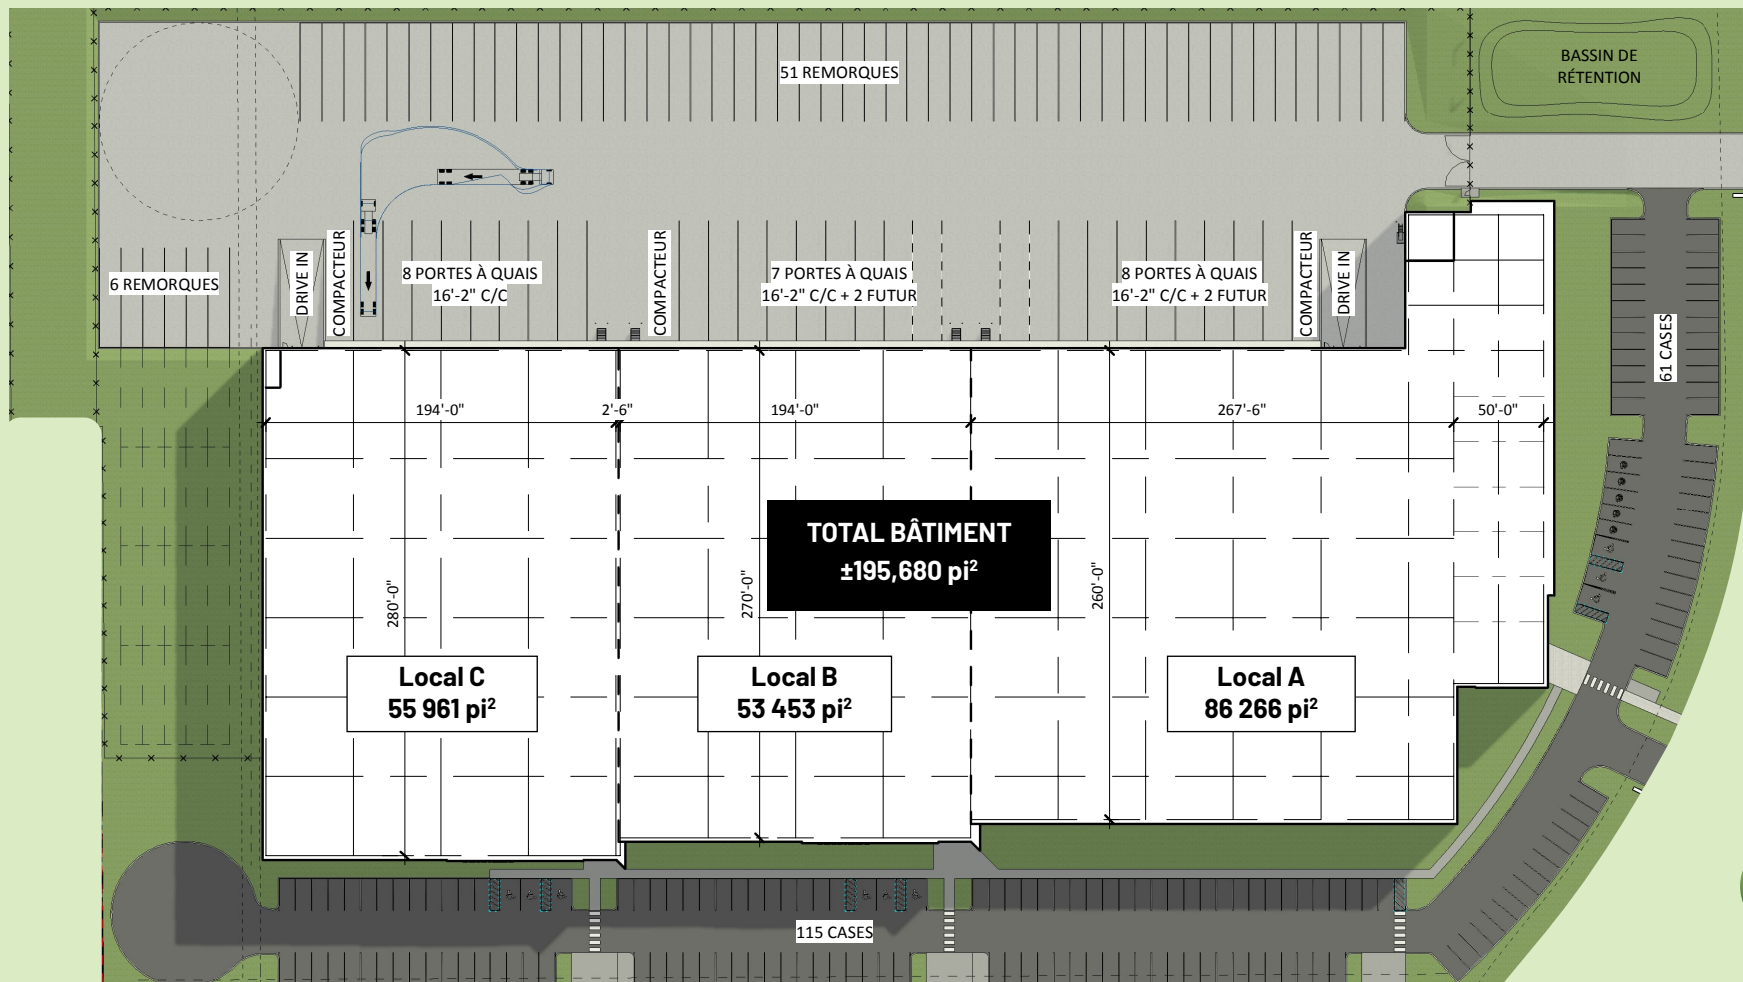 51 REMORQUES
BASSIN DE
RÉTENTION
6 REMORQUES
DRIVE IN
COMPACTEUR
8 PORTES À QUAIS
16'-2" C/C
COMPACTEUR
7 PORTES À QUAIS
16'-2" C/C + 2 FUTUR
8 PORTES À QUAIS
16'-2" C/C + 2 FUTUR
COMPACTEUR
DRIVE IN
61 CASES
194'-0"
2'-6"
194'-0"
267'-6"
50'-0"
TOTAL BÂTIMENT
±195,680 pi²
280'-0"
270'-0"
260'-0"
Local C
55 961 pi²
Local B
53 453 pi²
Local A
86 266 pi²
115 CASES